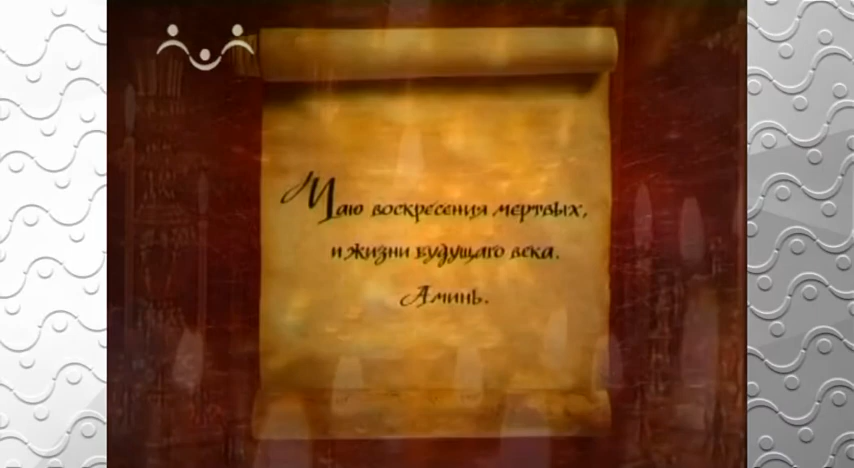 Чаю воскресения мертвых,
и жизни будущаго века.
Аминь.